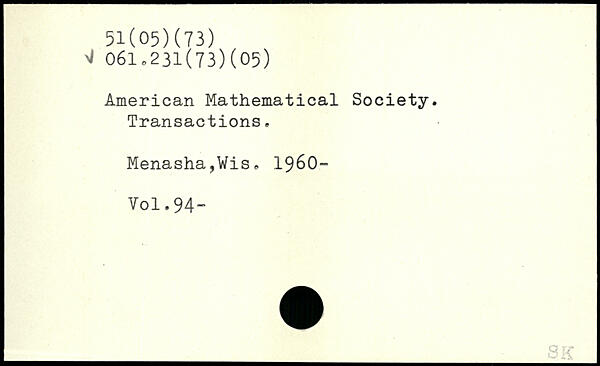 51(05)(73)
√ 061.231(73)(05)
American Mathematical Society.
Transactions.
Menasha,Wis. 1960-
Vol.94-
SK